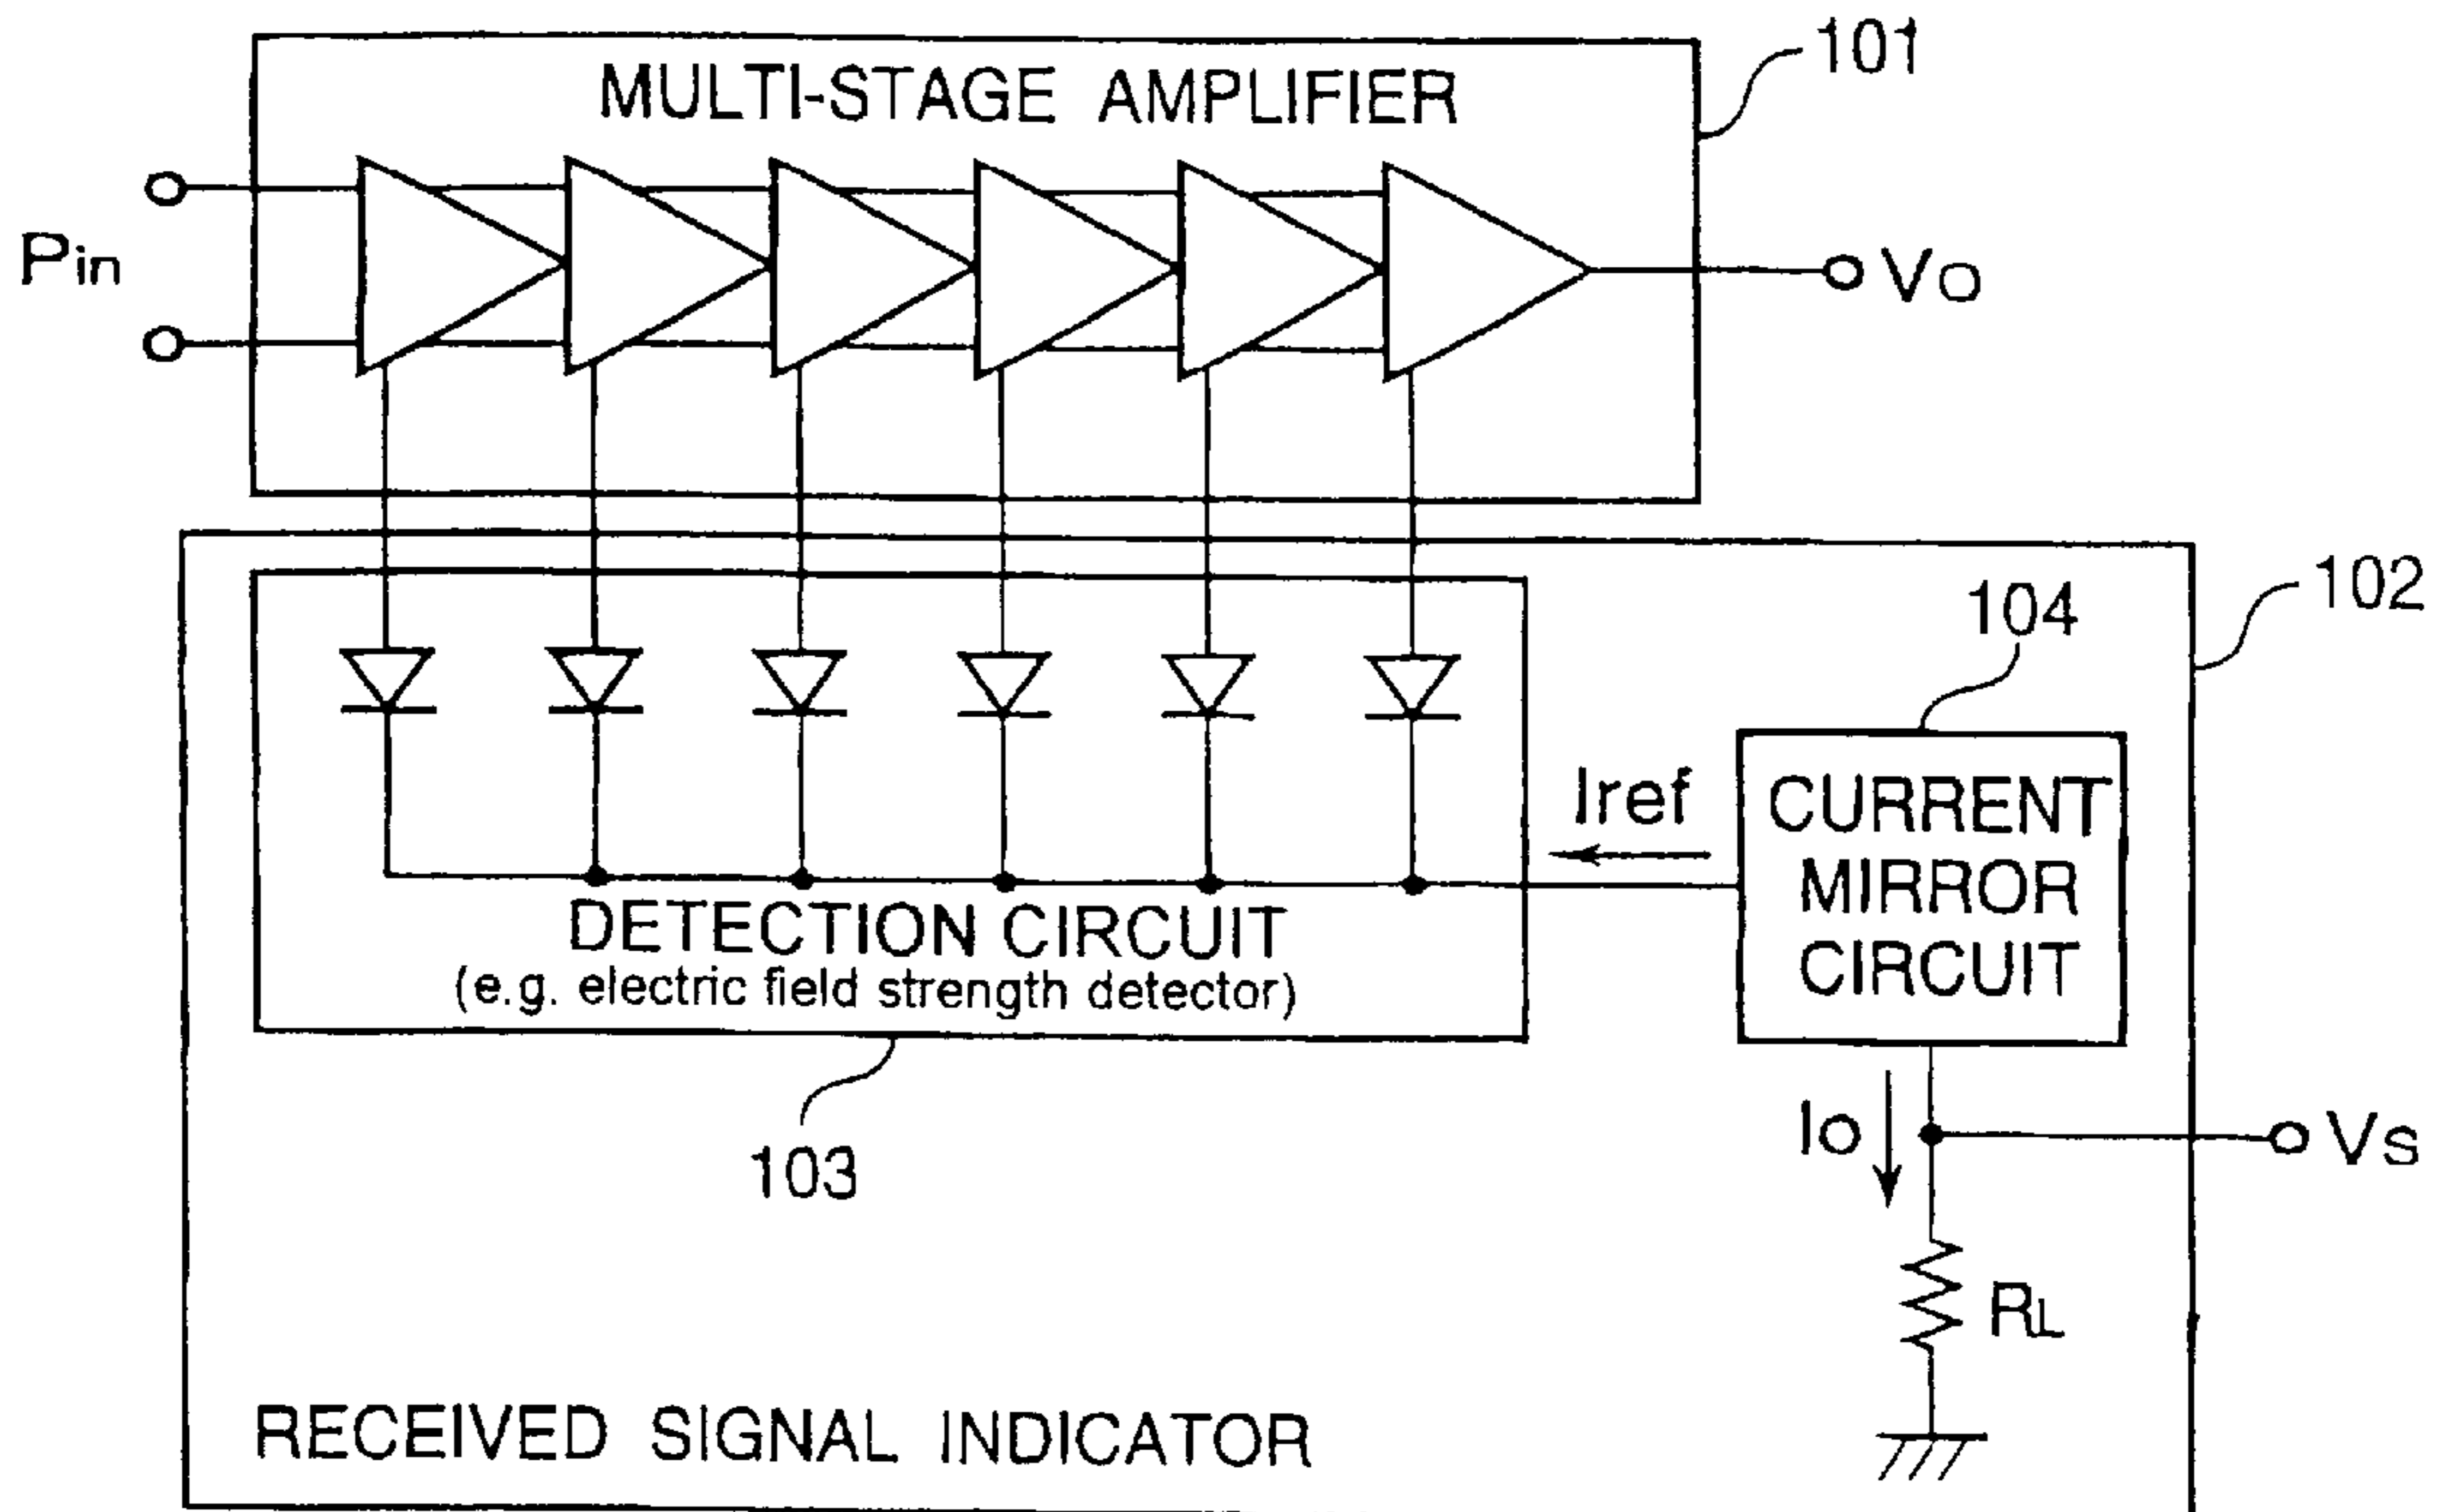 101
MULTI-STAGE AMPLIFIER
Pin
VO
102
104
Iref
CURRENT
MIRROR
CIRCUIT
DETECTION CIRCUIT
(e.g. electric field strength detector)
103
IO
VS
RL
RECEIVED SIGNAL INDICATOR